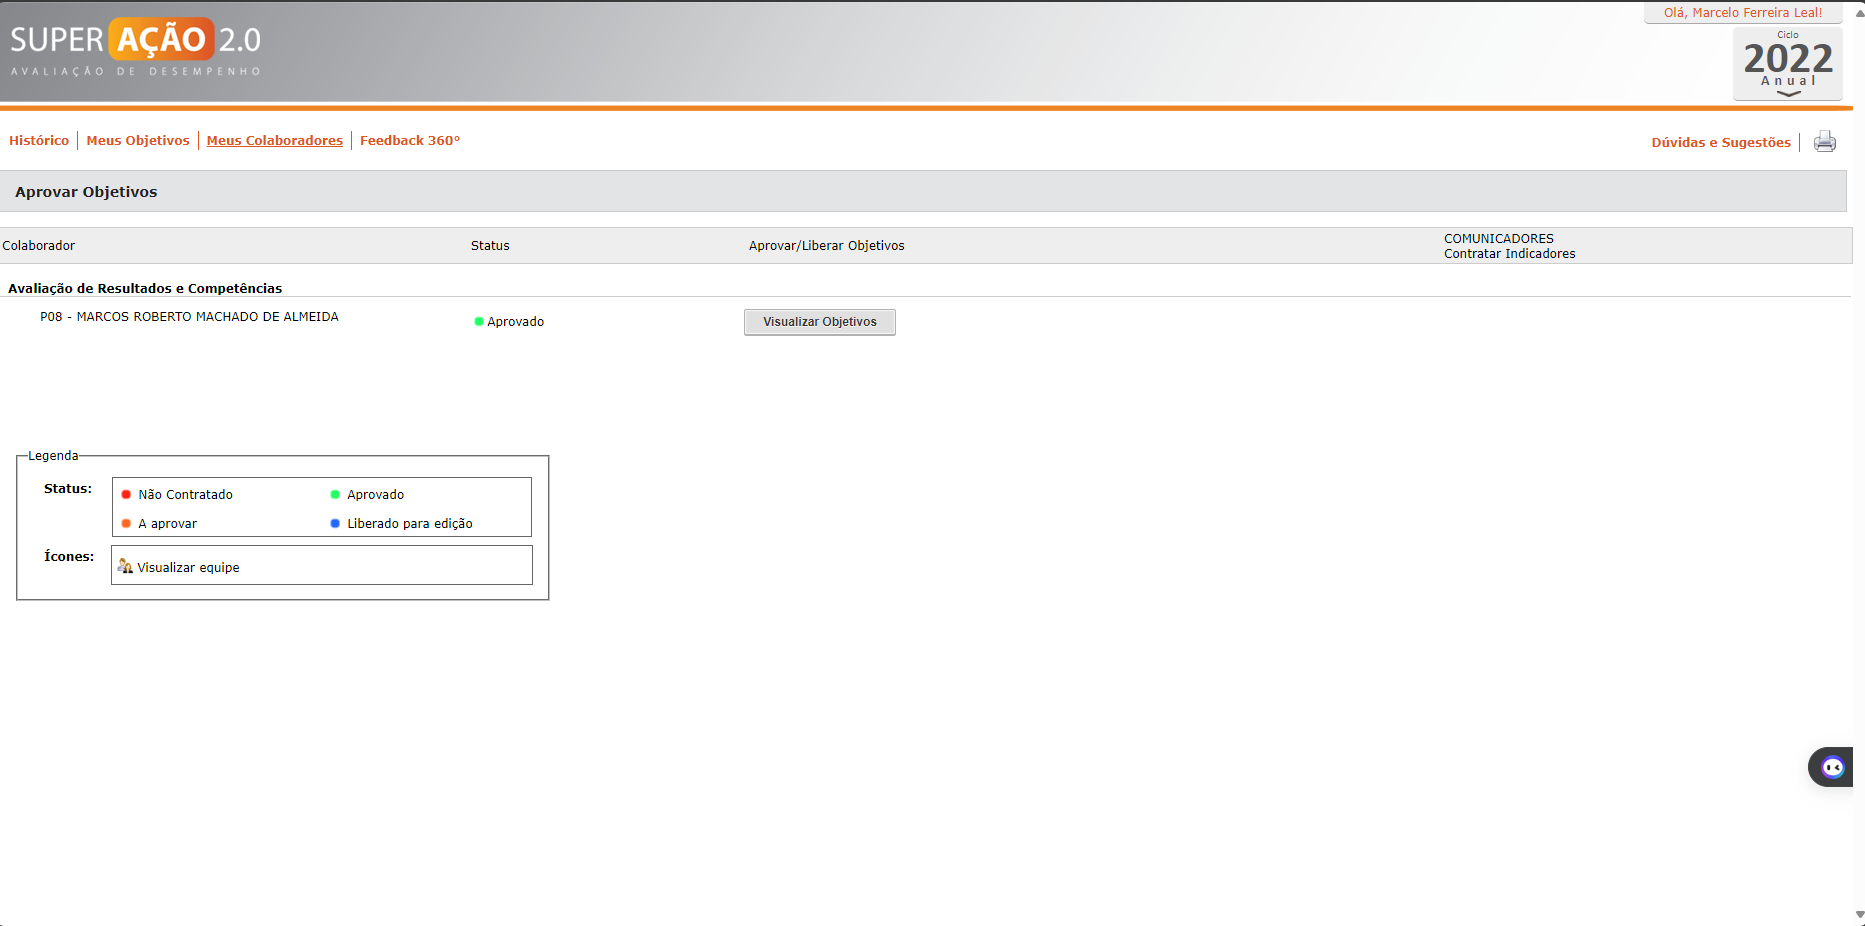 Olá, Marcelo Ferreira Leal!
SUPER AÇÃO 2.0
AVALIAÇÃO DE DESEMPENHO
Ciclo
2022
Anual
Histórico Meus Objetivos Meus Colaboradores Feedback 360° Dúvidas e Sugestões
Aprovar Objetivos
Colaborador Status Aprovar/Liberar Objetivos COMUNICADORES
Contratar Indicadores
Avaliação de Resultados e Competências
P08 - MARCOS ROBERTO MACHADO DE ALMEIDA Aprovado Visualizar Objetivos
Legenda
Status: Não Contratado Aprovado
A aprovar Liberado para edição
Ícones: Visualizar equipe